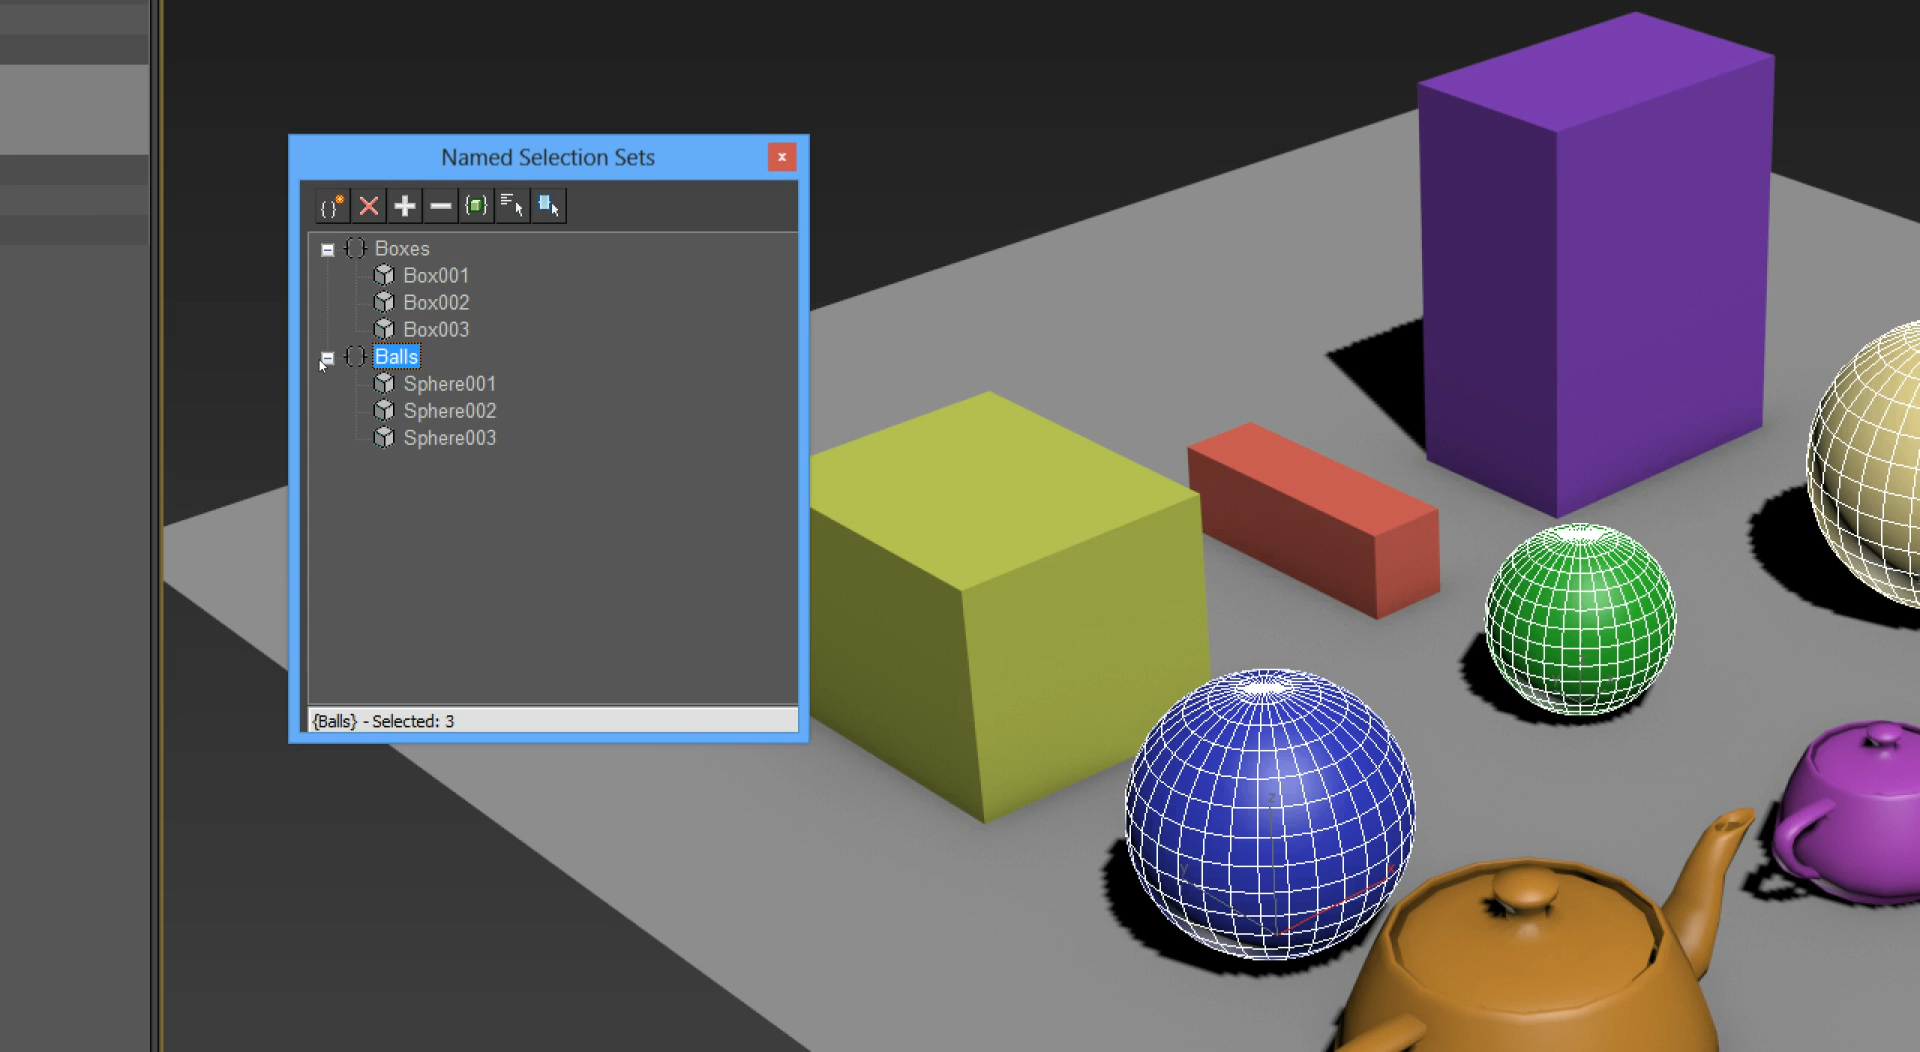 Named Selection Sets
x
{} Boxes
Box001
Box002
Box003
{} Balls
Sphere001
Sphere002
Sphere003
{Balls} - Selected: 3
z
y
x